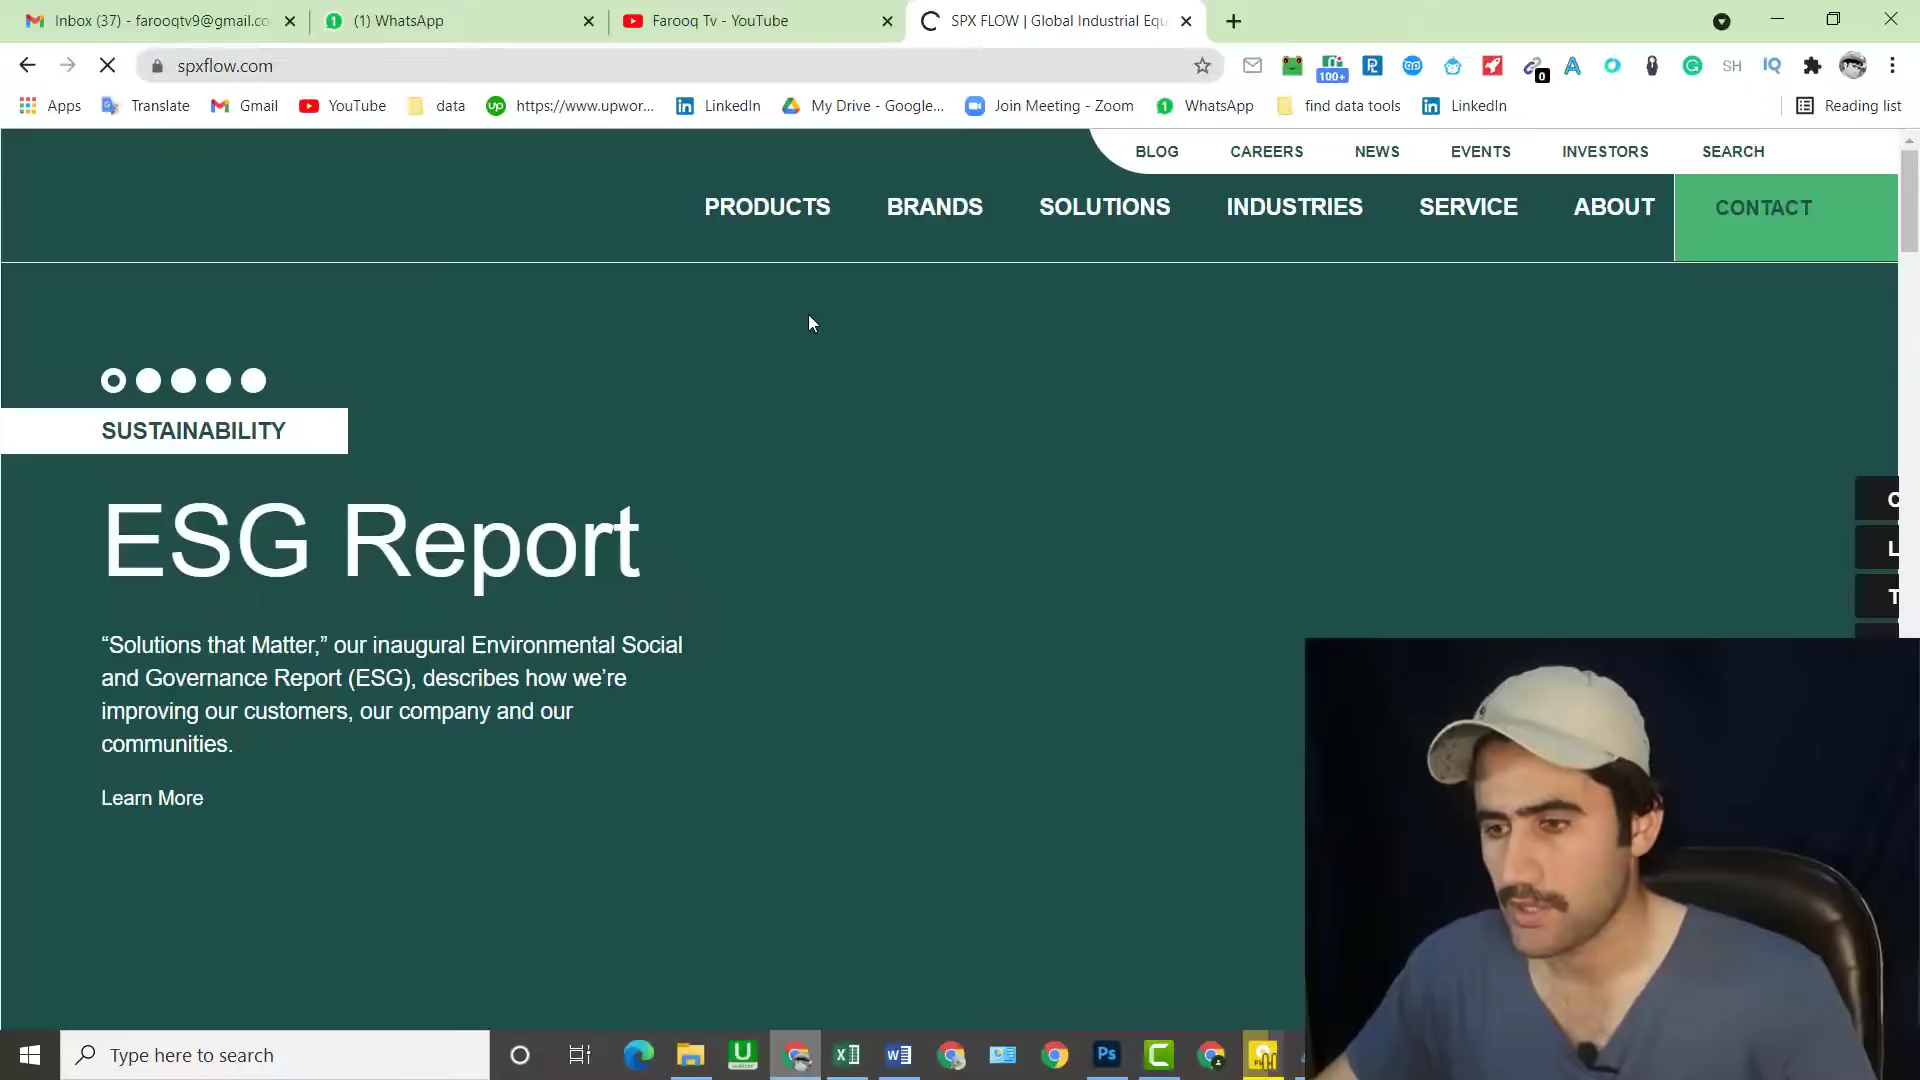 Inbox (37) - farooqtv9@gmail.co
(1) WhatsApp
Farooq Tv - YouTube
SPX FLOW | Global Industrial Equ
spxflow.com
100+
0
SH
IQ
Apps
Translate
Gmail
YouTube
data
https://www.upwor...
LinkedIn
My Drive - Google...
Join Meeting - Zoom
WhatsApp
find data tools
LinkedIn
Reading list
BLOG
CAREERS
NEWS
EVENTS
INVESTORS
SEARCH
PRODUCTS
BRANDS
SOLUTIONS
INDUSTRIES
SERVICE
ABOUT
CONTACT
SUSTAINABILITY
ESG Report
“Solutions that Matter,” our inaugural Environmental Social
and Governance Report (ESG), describes how we’re
improving our customers, our company and our
communities.
Learn More
L
T
Type here to search